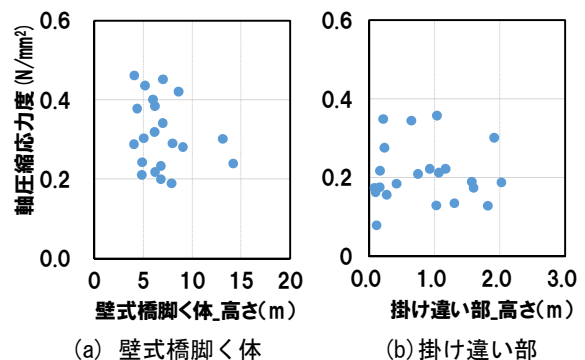 軸圧縮応力度(N/mm²)
0.6
0.4
0.2
0.0
0 5 10 15 20
壁式橋脚く体_高さ(m)
(a) 壁式橋脚く体
0.6
0.4
0.2
0
0.0 1.0 2.0 3.0
掛け違い部_高さ(m)
(b)掛け違い部